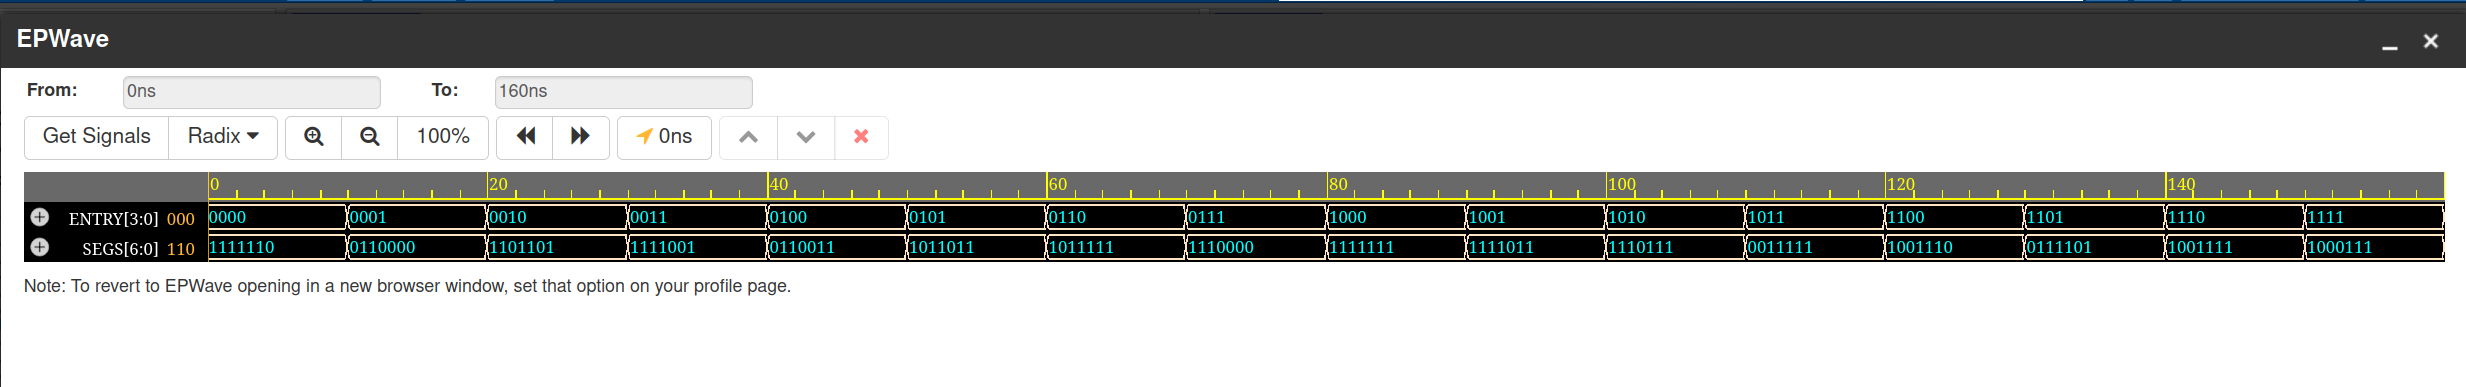 EPWave
From: 0ns To: 160ns
Get Signals Radix 100% 0ns
0 20 40 60 80 100 120 140
ENTRY[3:0] 000 0000 0001 0010 0011 0100 0101 0110 0111 1000 1001 1010 1011 1100 1101 1110 1111
SEGS[6:0] 110 1111110 0110000 1101101 1111001 0110011 1011011 1011111 1110000 1111111 1111011 1110111 0011111 1001110 0111101 1001111 1000111
Note: To revert to EPWave opening in a new browser window, set that option on your profile page.